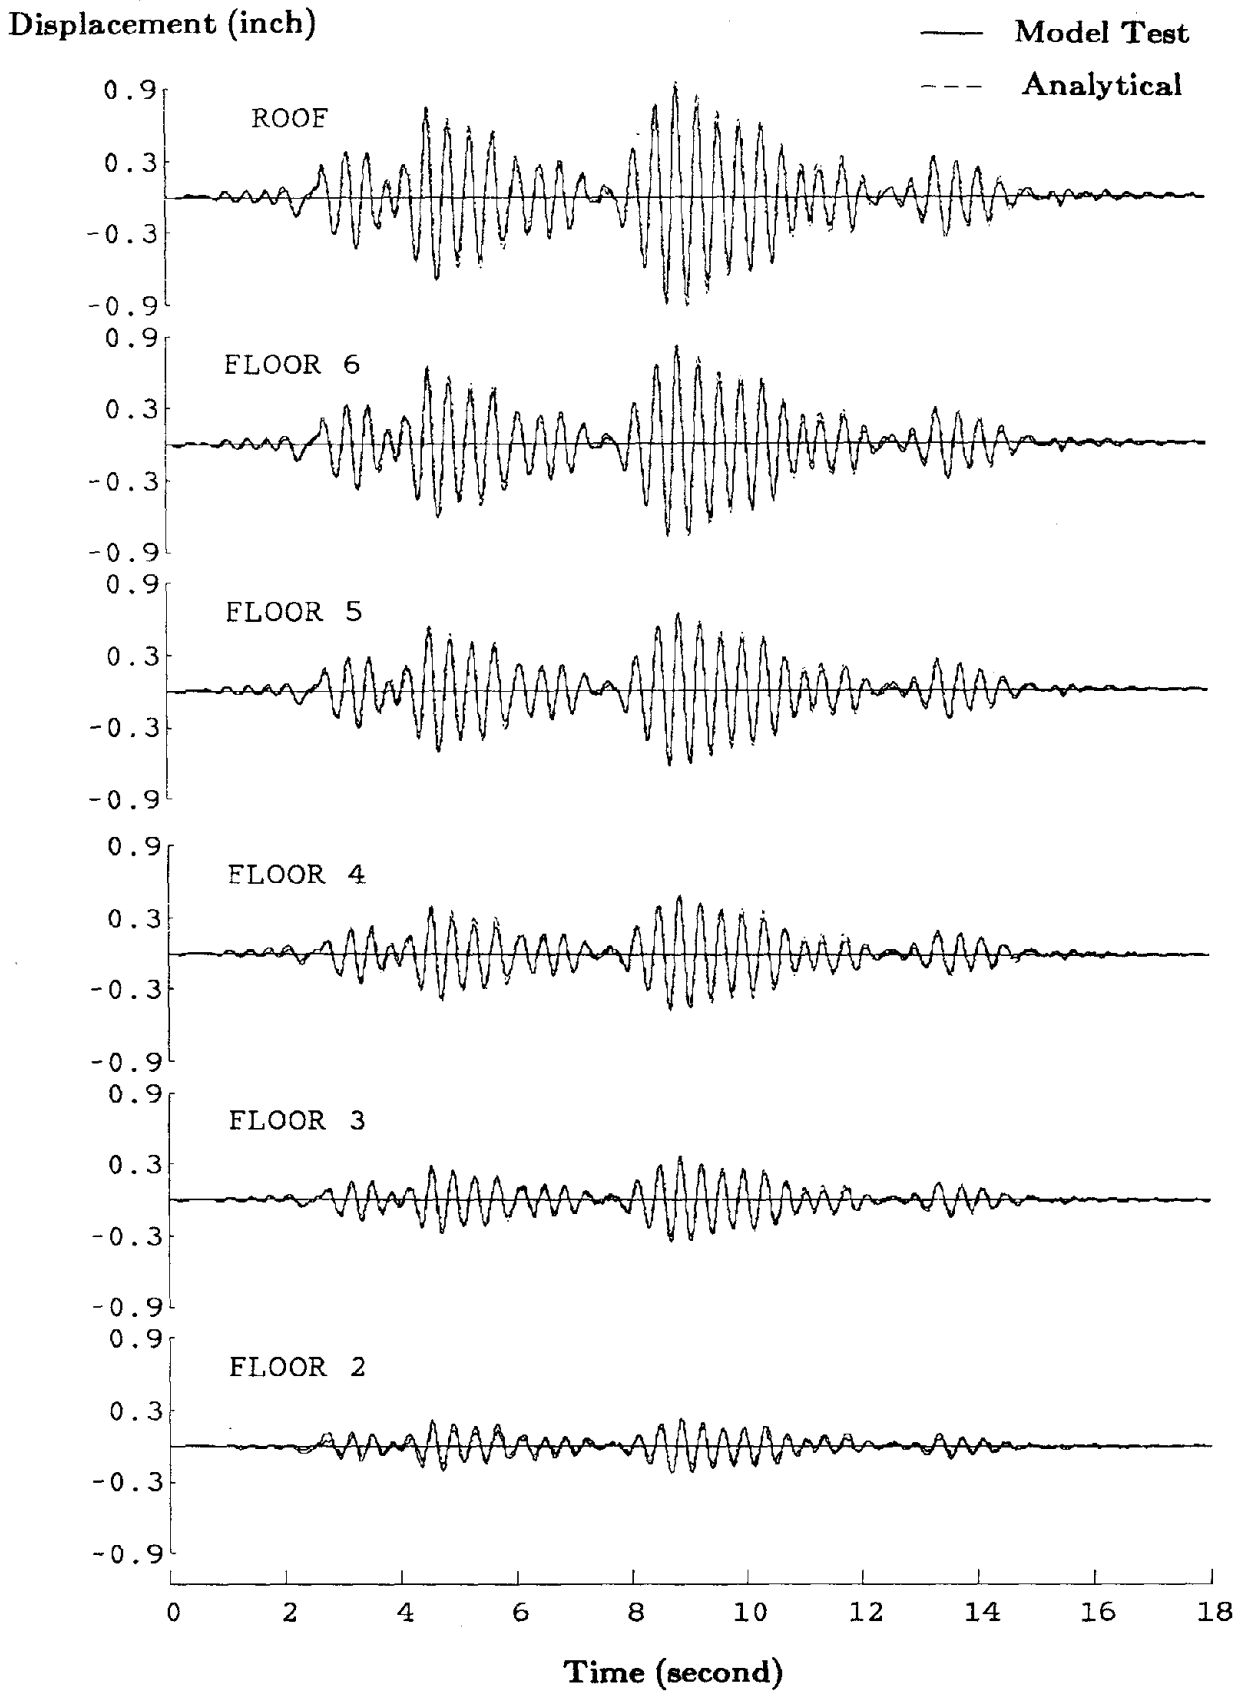 Displacement (inch)
Model Test
Analytical
0.9
ROOF
0.3
-0.3
-0.9
0.9
FLOOR 6
0.3
-0.3
-0.9
0.9
FLOOR 5
0.3
-0.3
-0.9
0.9
FLOOR 4
0.3
-0.3
-0.9
0.9
FLOOR 3
0.3
-0.3
-0.9
0.9
FLOOR 2
0.3
-0.3
-0.9
0 2 4 6 8 10 12 14 16 18
Time (second)